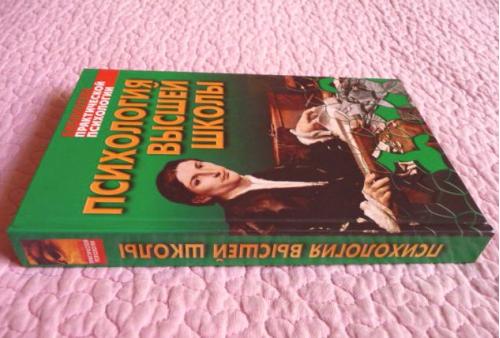 ПРАКТИЧЕСКОЙ
ПСИХОЛОГИИ
ПСИХОЛОГИЯ
ВЫСШЕЙ
ШКОЛЫ
ПСИХОЛОГИЯ ВЫСШЕЙ ШКОЛЫ